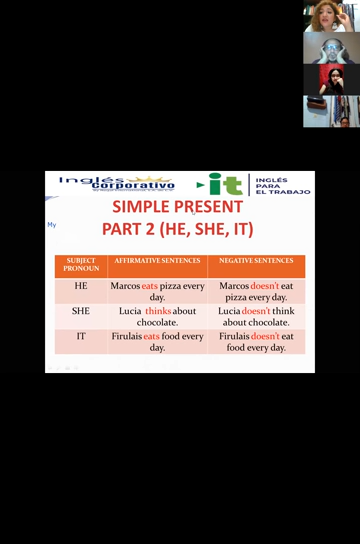 Inglés
Corporativo
it
INGLÉS
PARA
EL TRABAJO
SIMPLE PRESENT
PART 2 (HE, SHE, IT)
My
SUBJECT PRONOUN AFFIRMATIVE SENTENCES NEGATIVE SENTENCES
HE Marcos eats pizza every day. Marcos doesn't eat pizza every day.
SHE Lucia thinks about chocolate. Lucia doesn't think about chocolate.
IT Firulais eats food every day. Firulais doesn't eat food every day.